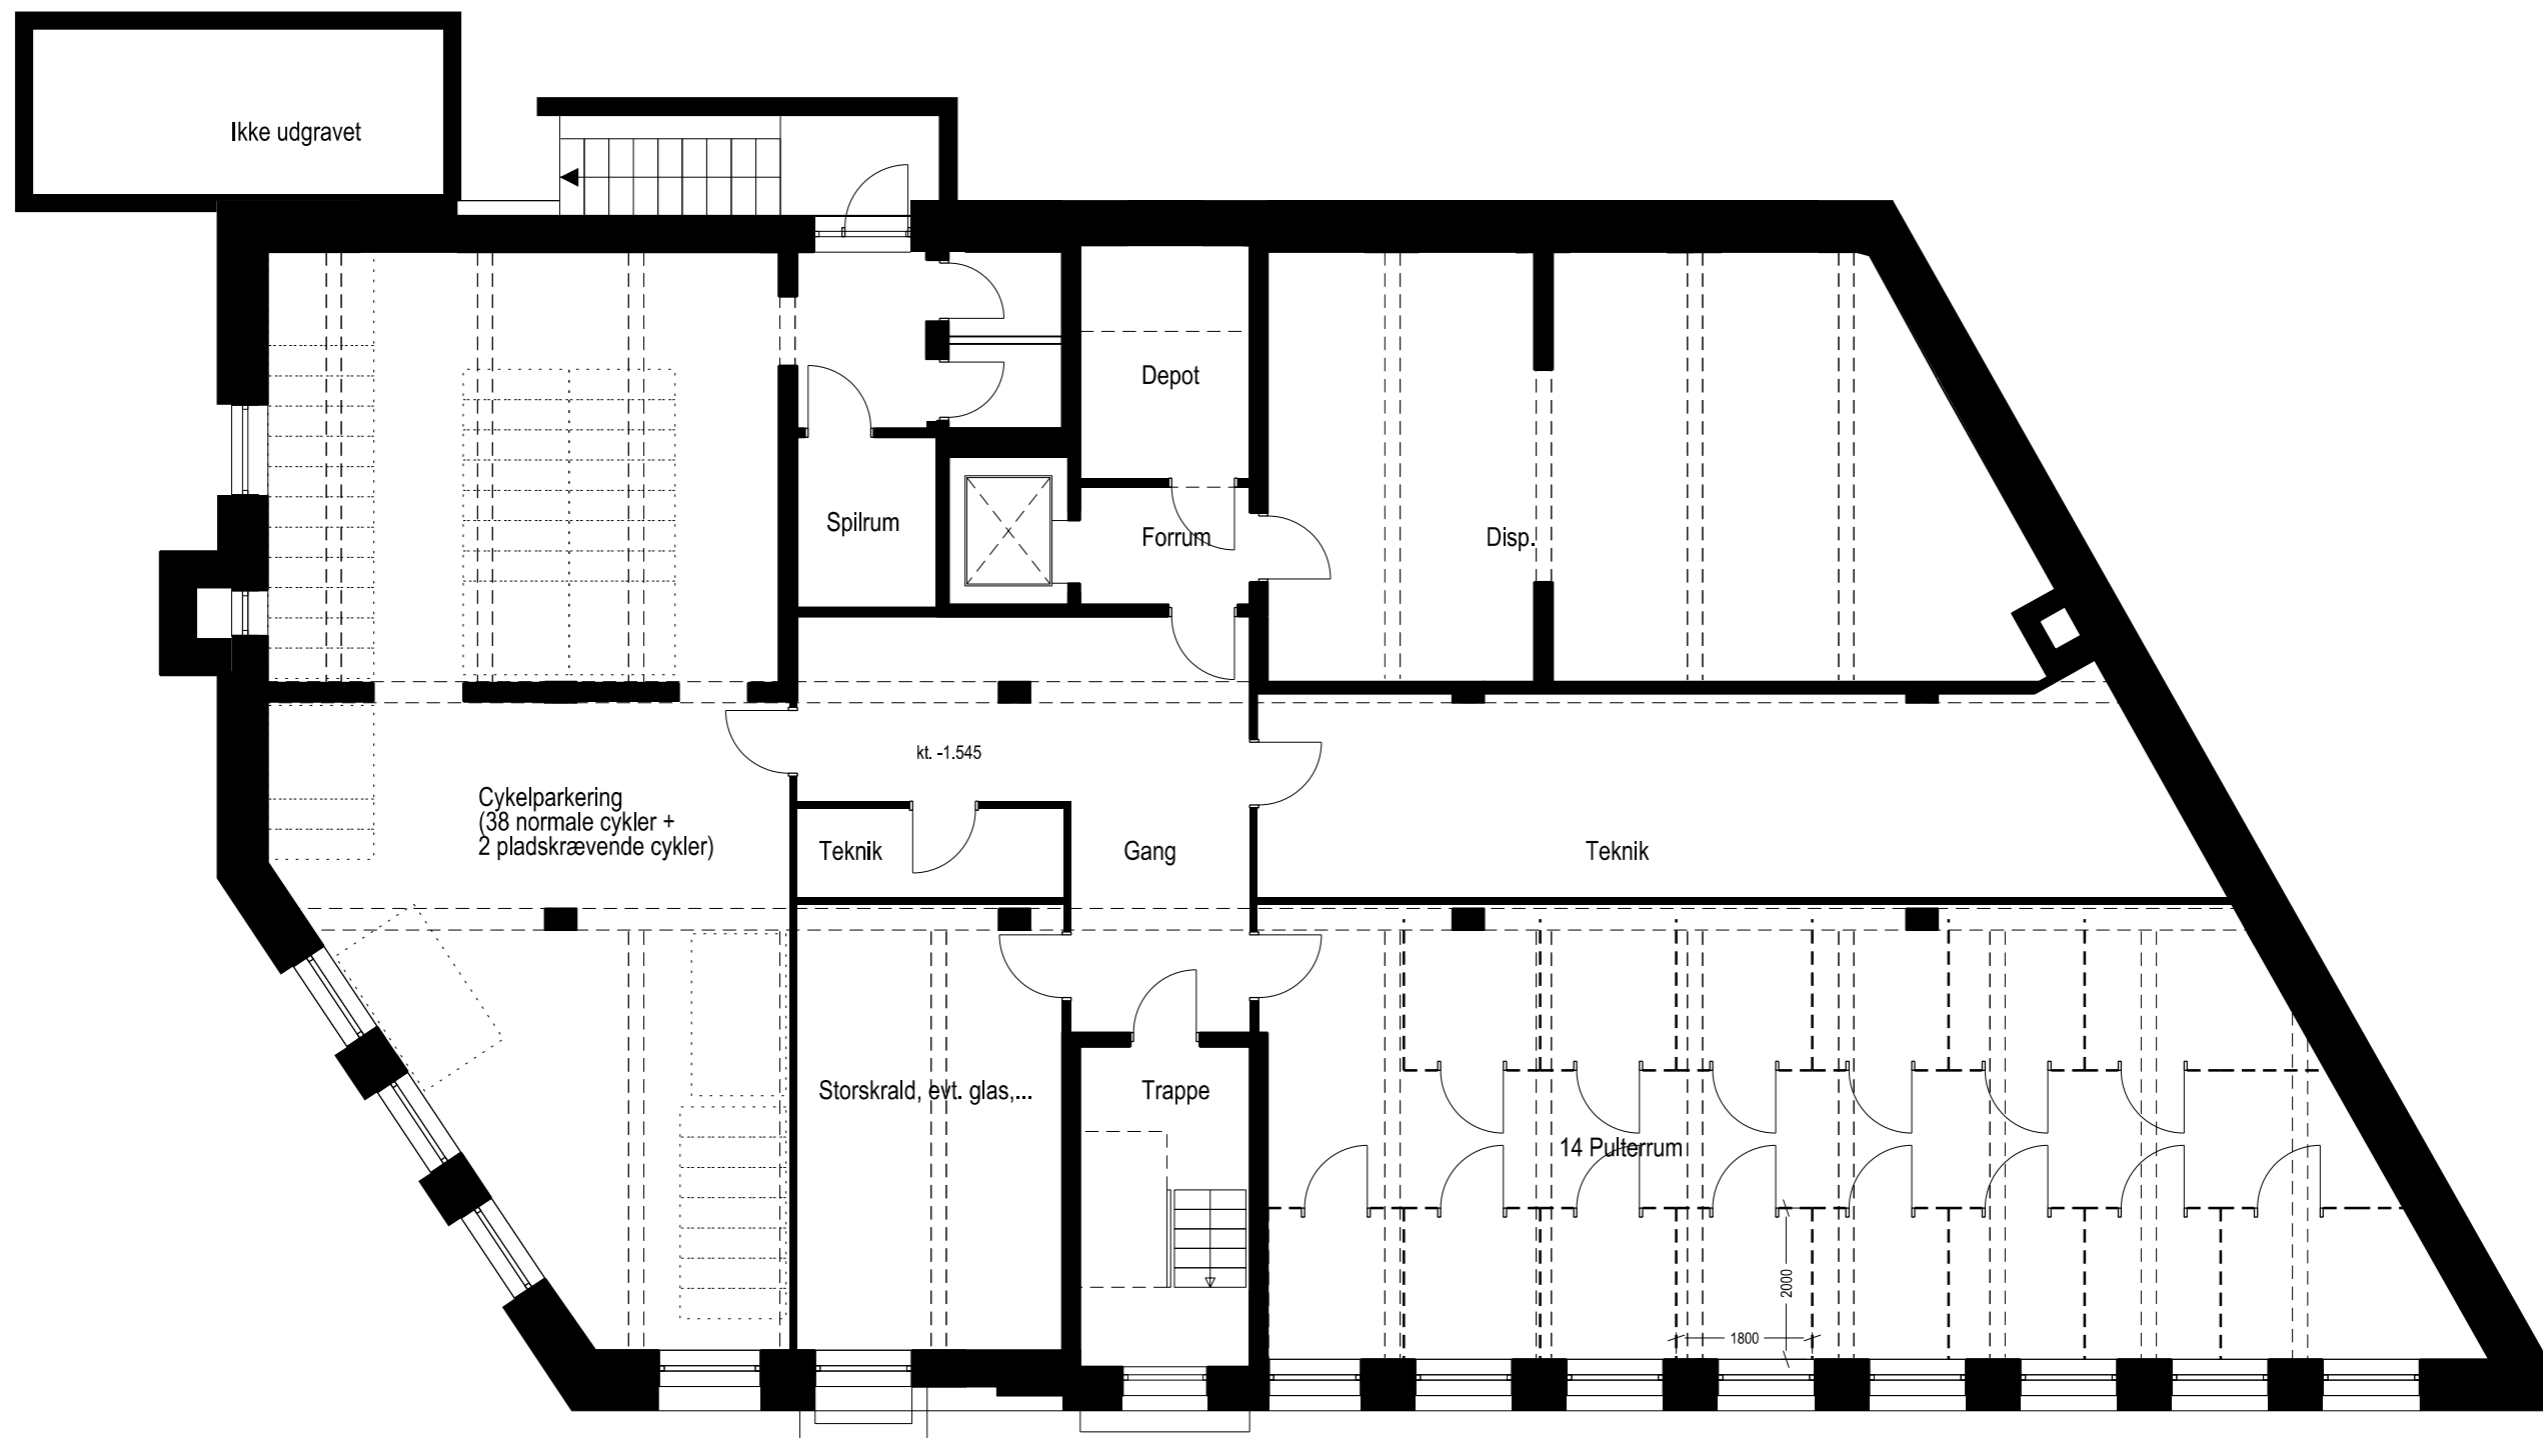 Ikke udgravet
Depot
Spilrum
Forrum
Disp.
kt. -1.545
Cykelparkering
(38 normale cykler +
2 pladskrævende cykler)
Teknik
Gang
Teknik
Storskrald, evt. glas,...
Trappe
14 Pulterrum
2000
1800